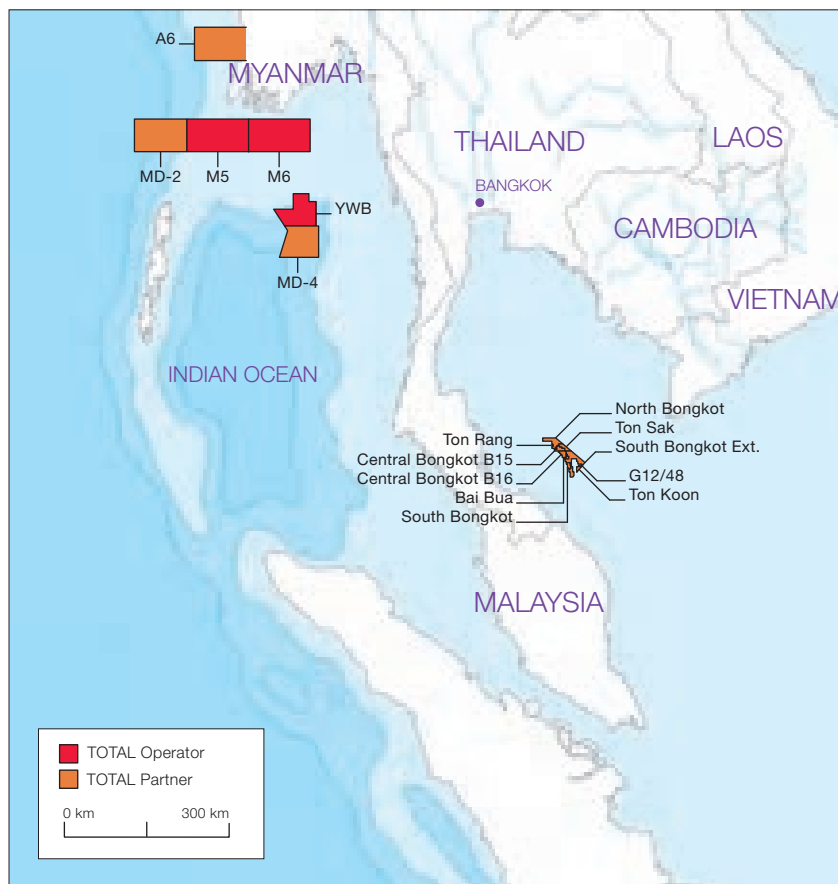 A6
MYANMAR
MD-2
M5
M6
THAILAND
LAOS
BANGKOK
YWB
CAMBODIA
MD-4
VIETNAM
INDIAN OCEAN
North Bongkot
Ton Rang
Ton Sak
Central Bongkot B15
South Bongkot Ext.
Central Bongkot B16
G12/48
Bai Bua
Ton Koon
South Bongkot
MALAYSIA
TOTAL Operator
TOTAL Partner
0 km
300 km